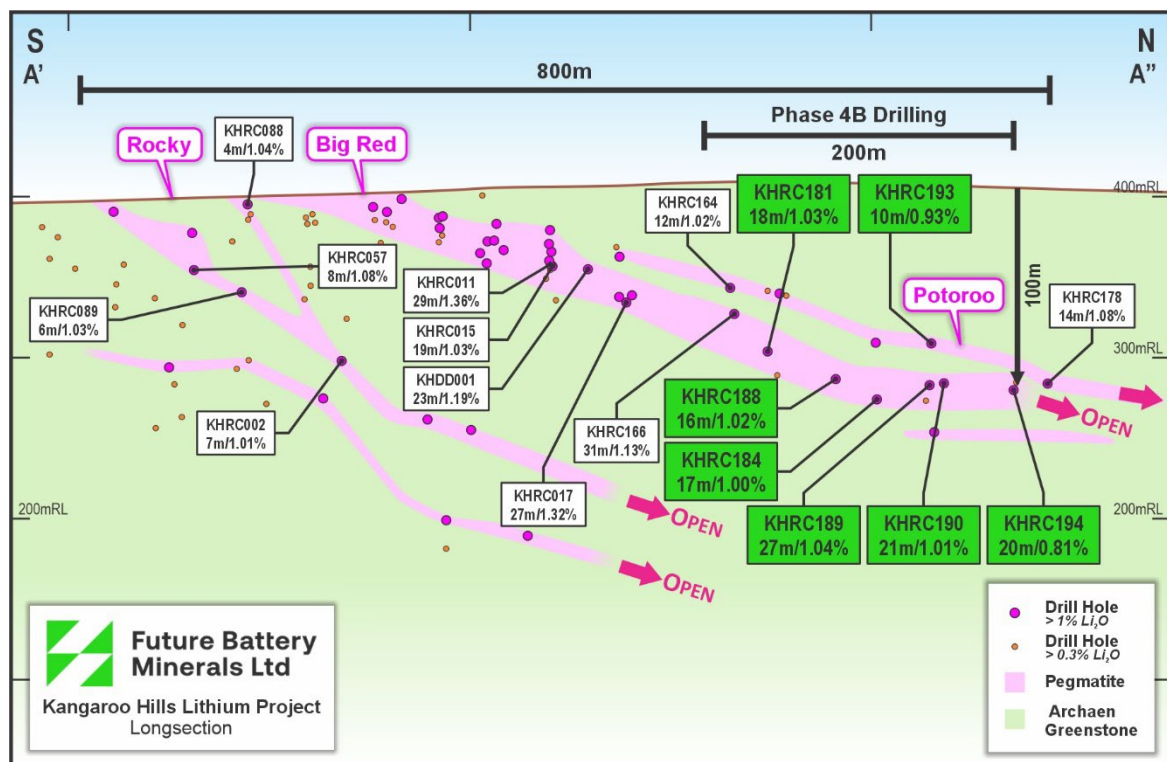 S
A'
N
A"
800m
Phase 4B Drilling
200m
Rocky
KHRC088
4m/1.04%
Big Red
KHRC164
12m/1.02%
KHRC181
18m/1.03%
KHRC193
10m/0.93%
400mRL
KHRC057
8m/1.08%
KHRC089
6m/1.03%
KHRC011
29m/1.36%
KHRC015
19m/1.03%
KHDD001
23m/1.19%
Potoroo
100m
KHRC178
14m/1.08%
300mRL
KHRC002
7m/1.01%
KHRC166
31m/1.13%
KHRC188
16m/1.02%
KHRC184
17m/1.00%
OPEN
KHRC017
27m/1.32%
KHRC189
27m/1.04%
KHRC190
21m/1.01%
KHRC194
20m/0.81%
200mRL
200mRL
OPEN
OPEN
Future Battery
Minerals Ltd
Kangaroo Hills Lithium Project
Longsection
Drill Hole
> 1% Li₂O
Drill Hole
> 0.3% Li₂O
Pegmatite
Archaen
Greenstone